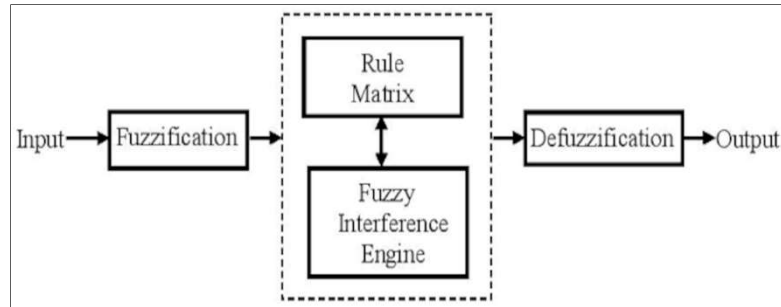 Input
Fuzzification
Rule
Matrix
Fuzzy
Interference
Engine
Defuzzification
Output